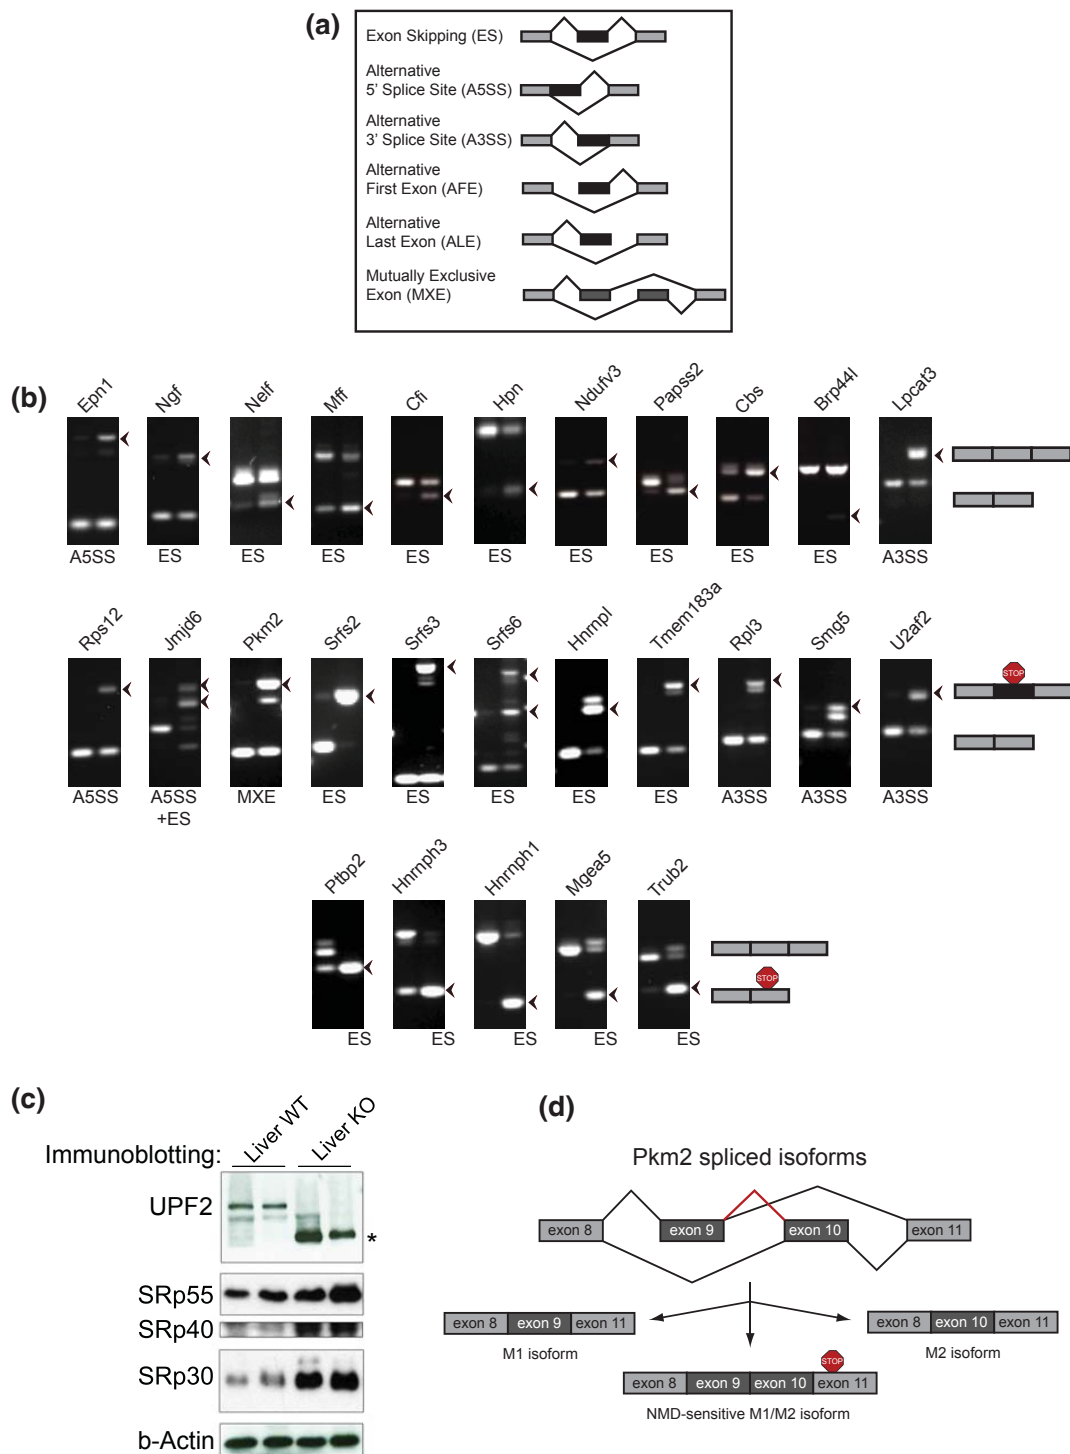 (a)
Exon Skipping (ES)
Alternative
5' Splice Site (A5SS)
Alternative
3' Splice Site (A3SS)
Alternative
First Exon (AFE)
Alternative
Last Exon (ALE)
Mutually Exclusive
Exon (MXE)
(b)
Epn1 Ngf Nelf Mff Cfi Hpn Ndufv3 Papss2 Cbs Brp44l Lpcat3
A5SS ES ES ES ES ES ES ES ES ES A3SS
Rps12 Jmjd6 Pkm2 Srfs2 Srfs3 Srfs6 Hnrnpl Tmem183a Rpl3 Smg5 U2af2
STOP
A5SS A5SS MXE ES ES ES ES ES A3SS A3SS A3SS
+ES
Ptbp2 Hnrnph3 Hnrnph1 Mgea5 Trub2
STOP
ES ES ES ES ES
(c)
Immunoblotting: Liver WT Liver KO
UPF2
*
SRp55
SRp40
SRp30
b-Actin
(d)
Pkm2 spliced isoforms
exon 8 exon 9 exon 10 exon 11
exon 8 exon 9 exon 11
M1 isoform
exon 8 exon 10 exon 11
M2 isoform
STOP
exon 8 exon 9 exon 10 exon 11
NMD-sensitive M1/M2 isoform